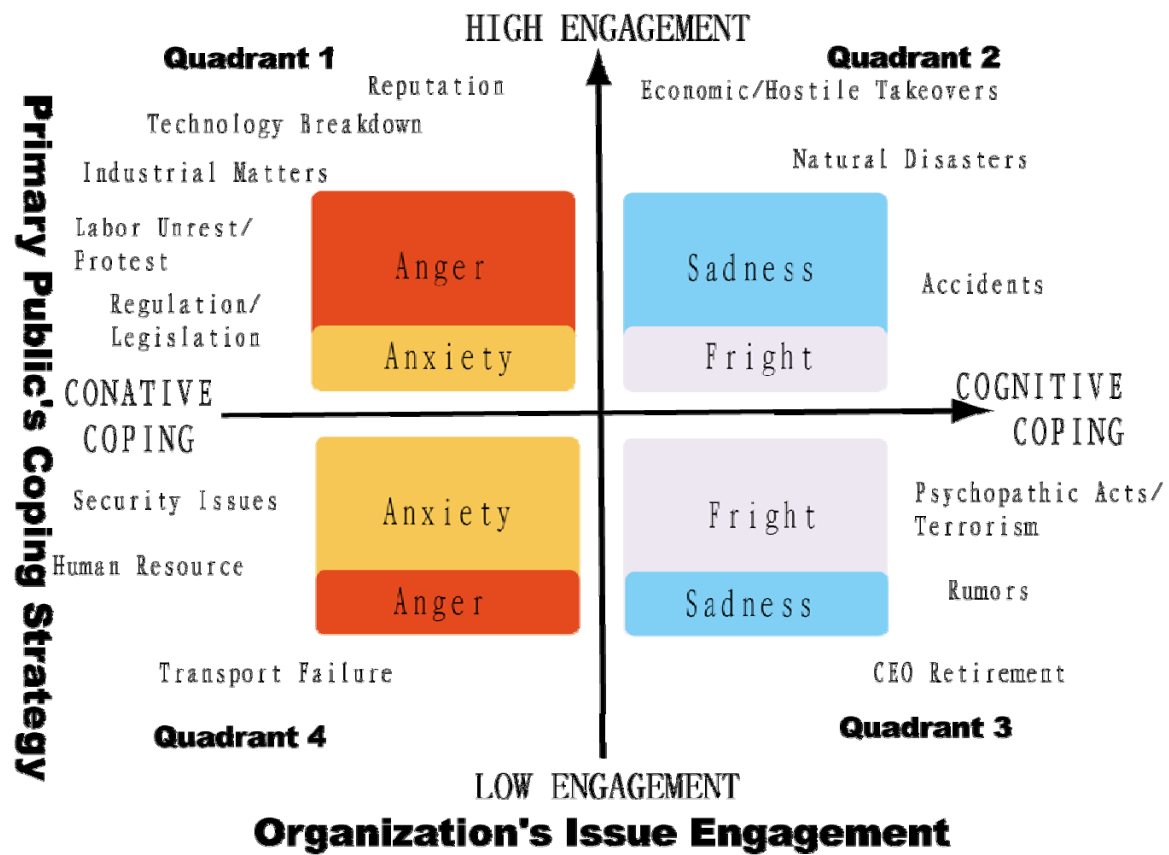 HIGH ENGAGEMENT
Quadrant 1
Quadrant 2
Reputation
Economic/Hostile Takeovers
Technology Breakdown
Natural Disasters
Industrial Matters
Labor Unrest/
Protest
Anger
Sadness
Accidents
Regulation/
Legislation
Anxiety
Fright
CONATIVE
COPING
COGNITIVE
COPING
Primary Public's Coping Strategy
Security Issues
Anxiety
Fright
Psychopathic Acts/
Terrorism
Human Resource
Anger
Sadness
Rumors
Transport Failure
CEO Retirement
Quadrant 4
Quadrant 3
LOW ENGAGEMENT
Organization's Issue Engagement